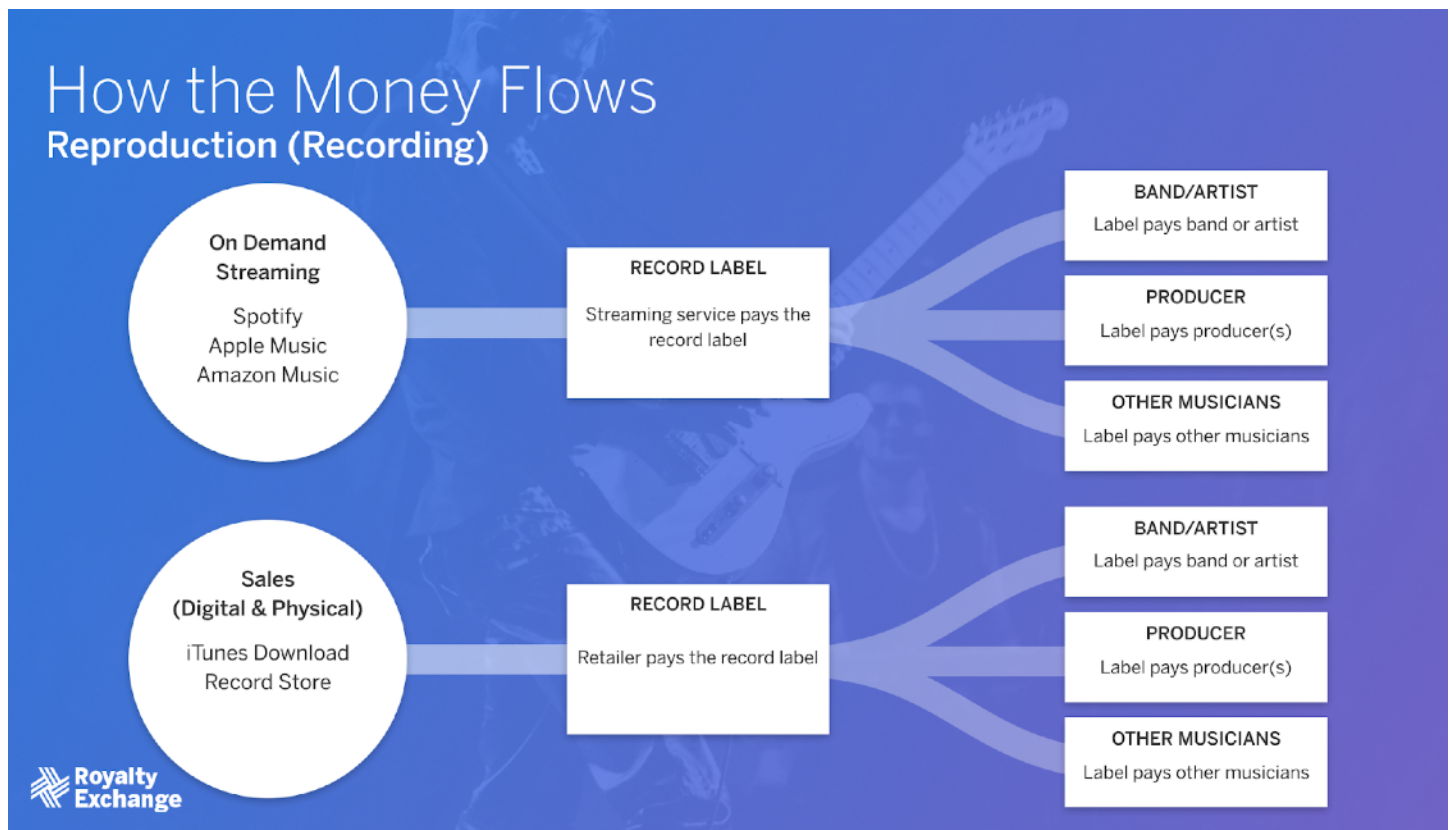 How the Money Flows
Reproduction (Recording)
On Demand
Streaming
Spotify
Apple Music
Amazon Music
RECORD LABEL
Streaming service pays the
record label
BAND/ARTIST
Label pays band or artist
PRODUCER
Label pays producer(s)
OTHER MUSICIANS
Label pays other musicians
Sales
(Digital & Physical)
iTunes Download
Record Store
RECORD LABEL
Retailer pays the record label
BAND/ARTIST
Label pays band or artist
PRODUCER
Label pays producer(s)
OTHER MUSICIANS
Label pays other musicians
Royalty
Exchange